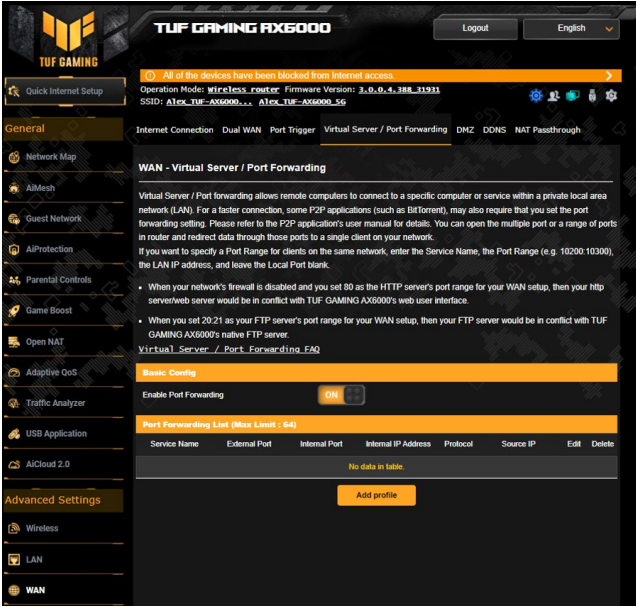 TUF GAMING
TUF GAMING AX6000
Logout
English
All of the devices have been blocked from Internet access.
Quick Internet Setup
Operation Mode: Wireless router Firmware Version: 3.0.0.4.388_31931
SSID: Alex_TUF-AX6000... Alex_TUF-AX6000_5G
General
Network Map
AiMesh
Guest Network
AiProtection
Parental Controls
Game Boost
Open NAT
Adaptive QoS
Traffic Analyzer
USB Application
AiCloud 2.0
Advanced Settings
Wireless
LAN
WAN
Internet Connection Dual WAN Port Trigger Virtual Server / Port Forwarding DMZ DDNS NAT Passthrough
WAN - Virtual Server / Port Forwarding
Virtual Server / Port forwarding allows remote computers to connect to a specific computer or service within a private local area
network (LAN). For a faster connection, some P2P applications (such as BitTorrent), may also require that you set the port
forwarding setting. Please refer to the P2P application's user manual for details. You can open the multiple port or a range of ports
in router and redirect data through those ports to a single client on your network.
If you want to specify a Port Range for clients on the same network, enter the Service Name, the Port Range (e.g. 10200:10300),
the LAN IP address, and leave the Local Port blank.
• When your network's firewall is disabled and you set 80 as the HTTP server's port range for your WAN setup, then your http
server/web server would be in conflict with TUF GAMING AX6000's web user interface.
• When you set 20:21 as your FTP server's port range for your WAN setup, then your FTP server would be in conflict with TUF
GAMING AX6000's native FTP server.
Virtual Server / Port Forwarding FAQ
Basic Config
Enable Port Forwarding ON
Port Forwarding List (Max Limit : 64)
Service Name External Port Internal Port Internal IP Address Protocol Source IP Edit Delete
No data in table.
Add profile